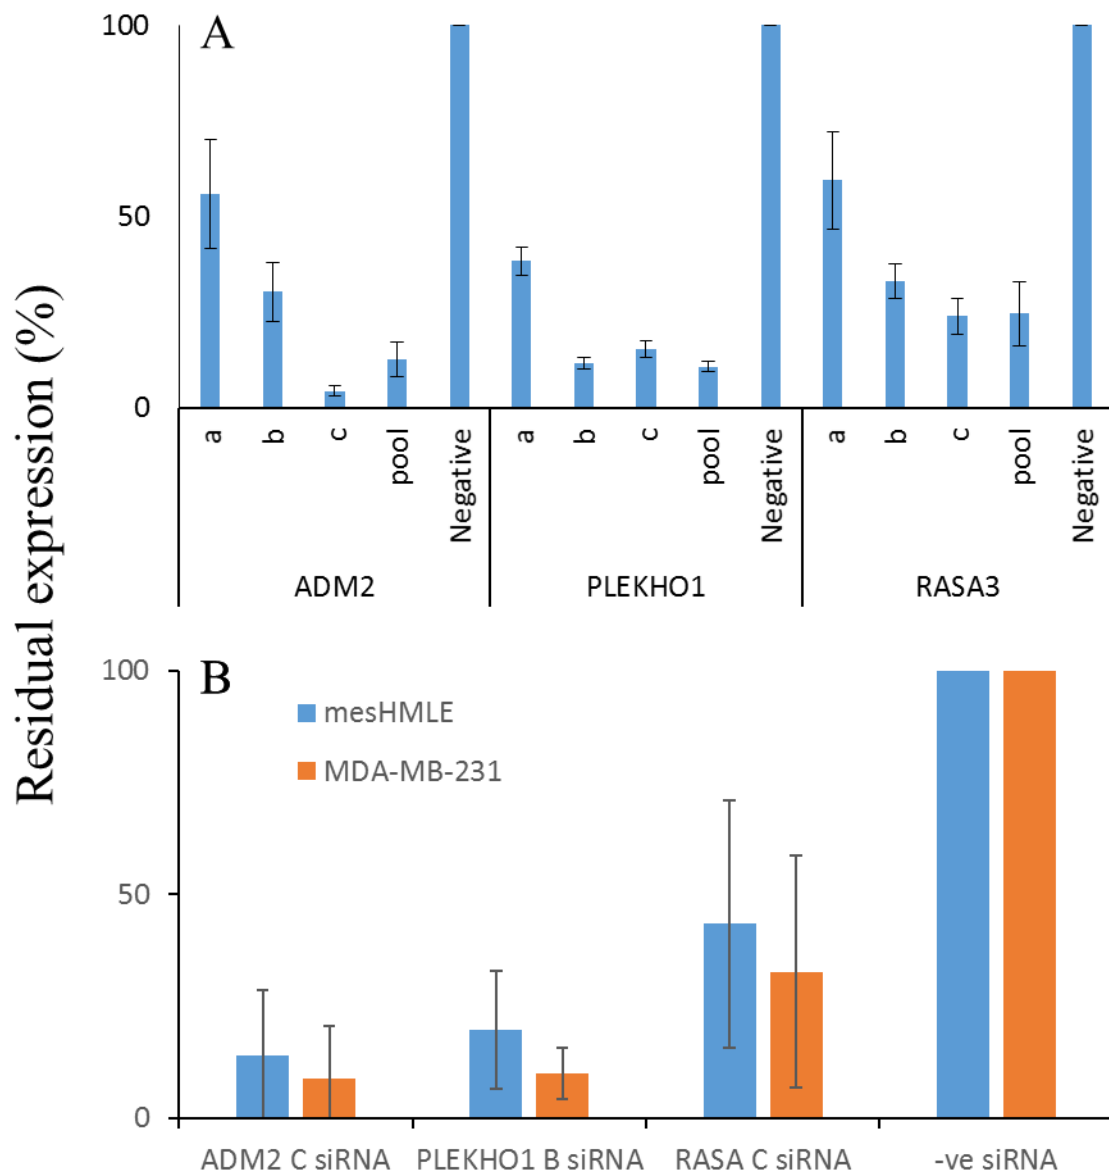 Residual expression (%)
A
100
50
0
a b c pool Negative a b c pool Negative a b c pool Negative
ADM2 PLEKHO1 RASA3
B
100
50
0
mesHMLE
MDA-MB-231
ADM2 C siRNA PLEKHO1 B siRNA RASA C siRNA -ve siRNA